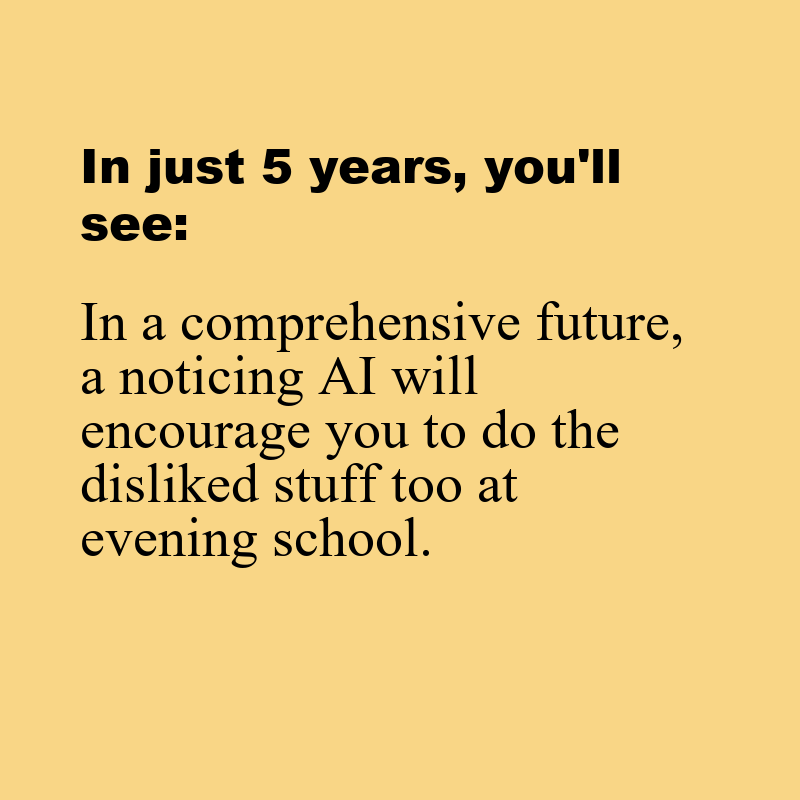 In just 5 years, you'll
see:
In a comprehensive future,
a noticing AI will
encourage you to do the
disliked stuff too at
evening school.